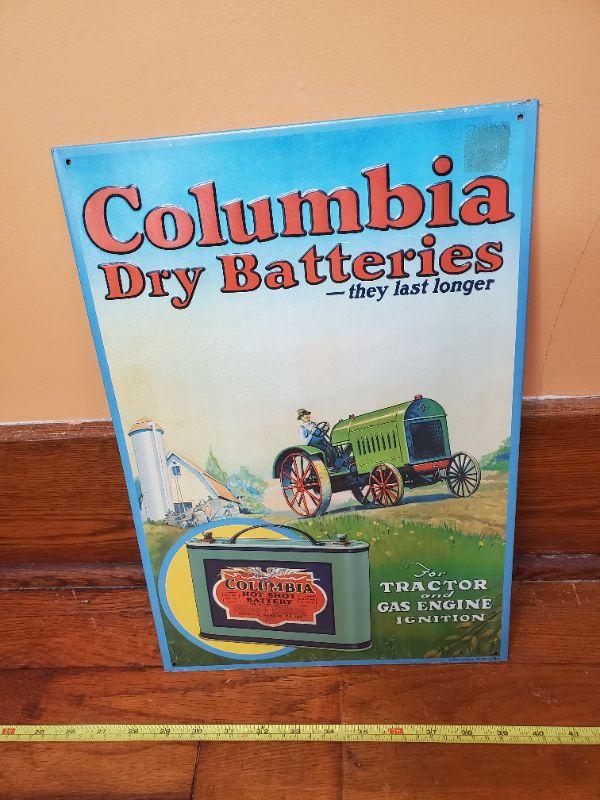 Columbia
Dry Batteries
—they last longer
COLUMBIA
HOT SHOT
BATTERY
For
TRACTOR
and
GAS ENGINE
IGNITION